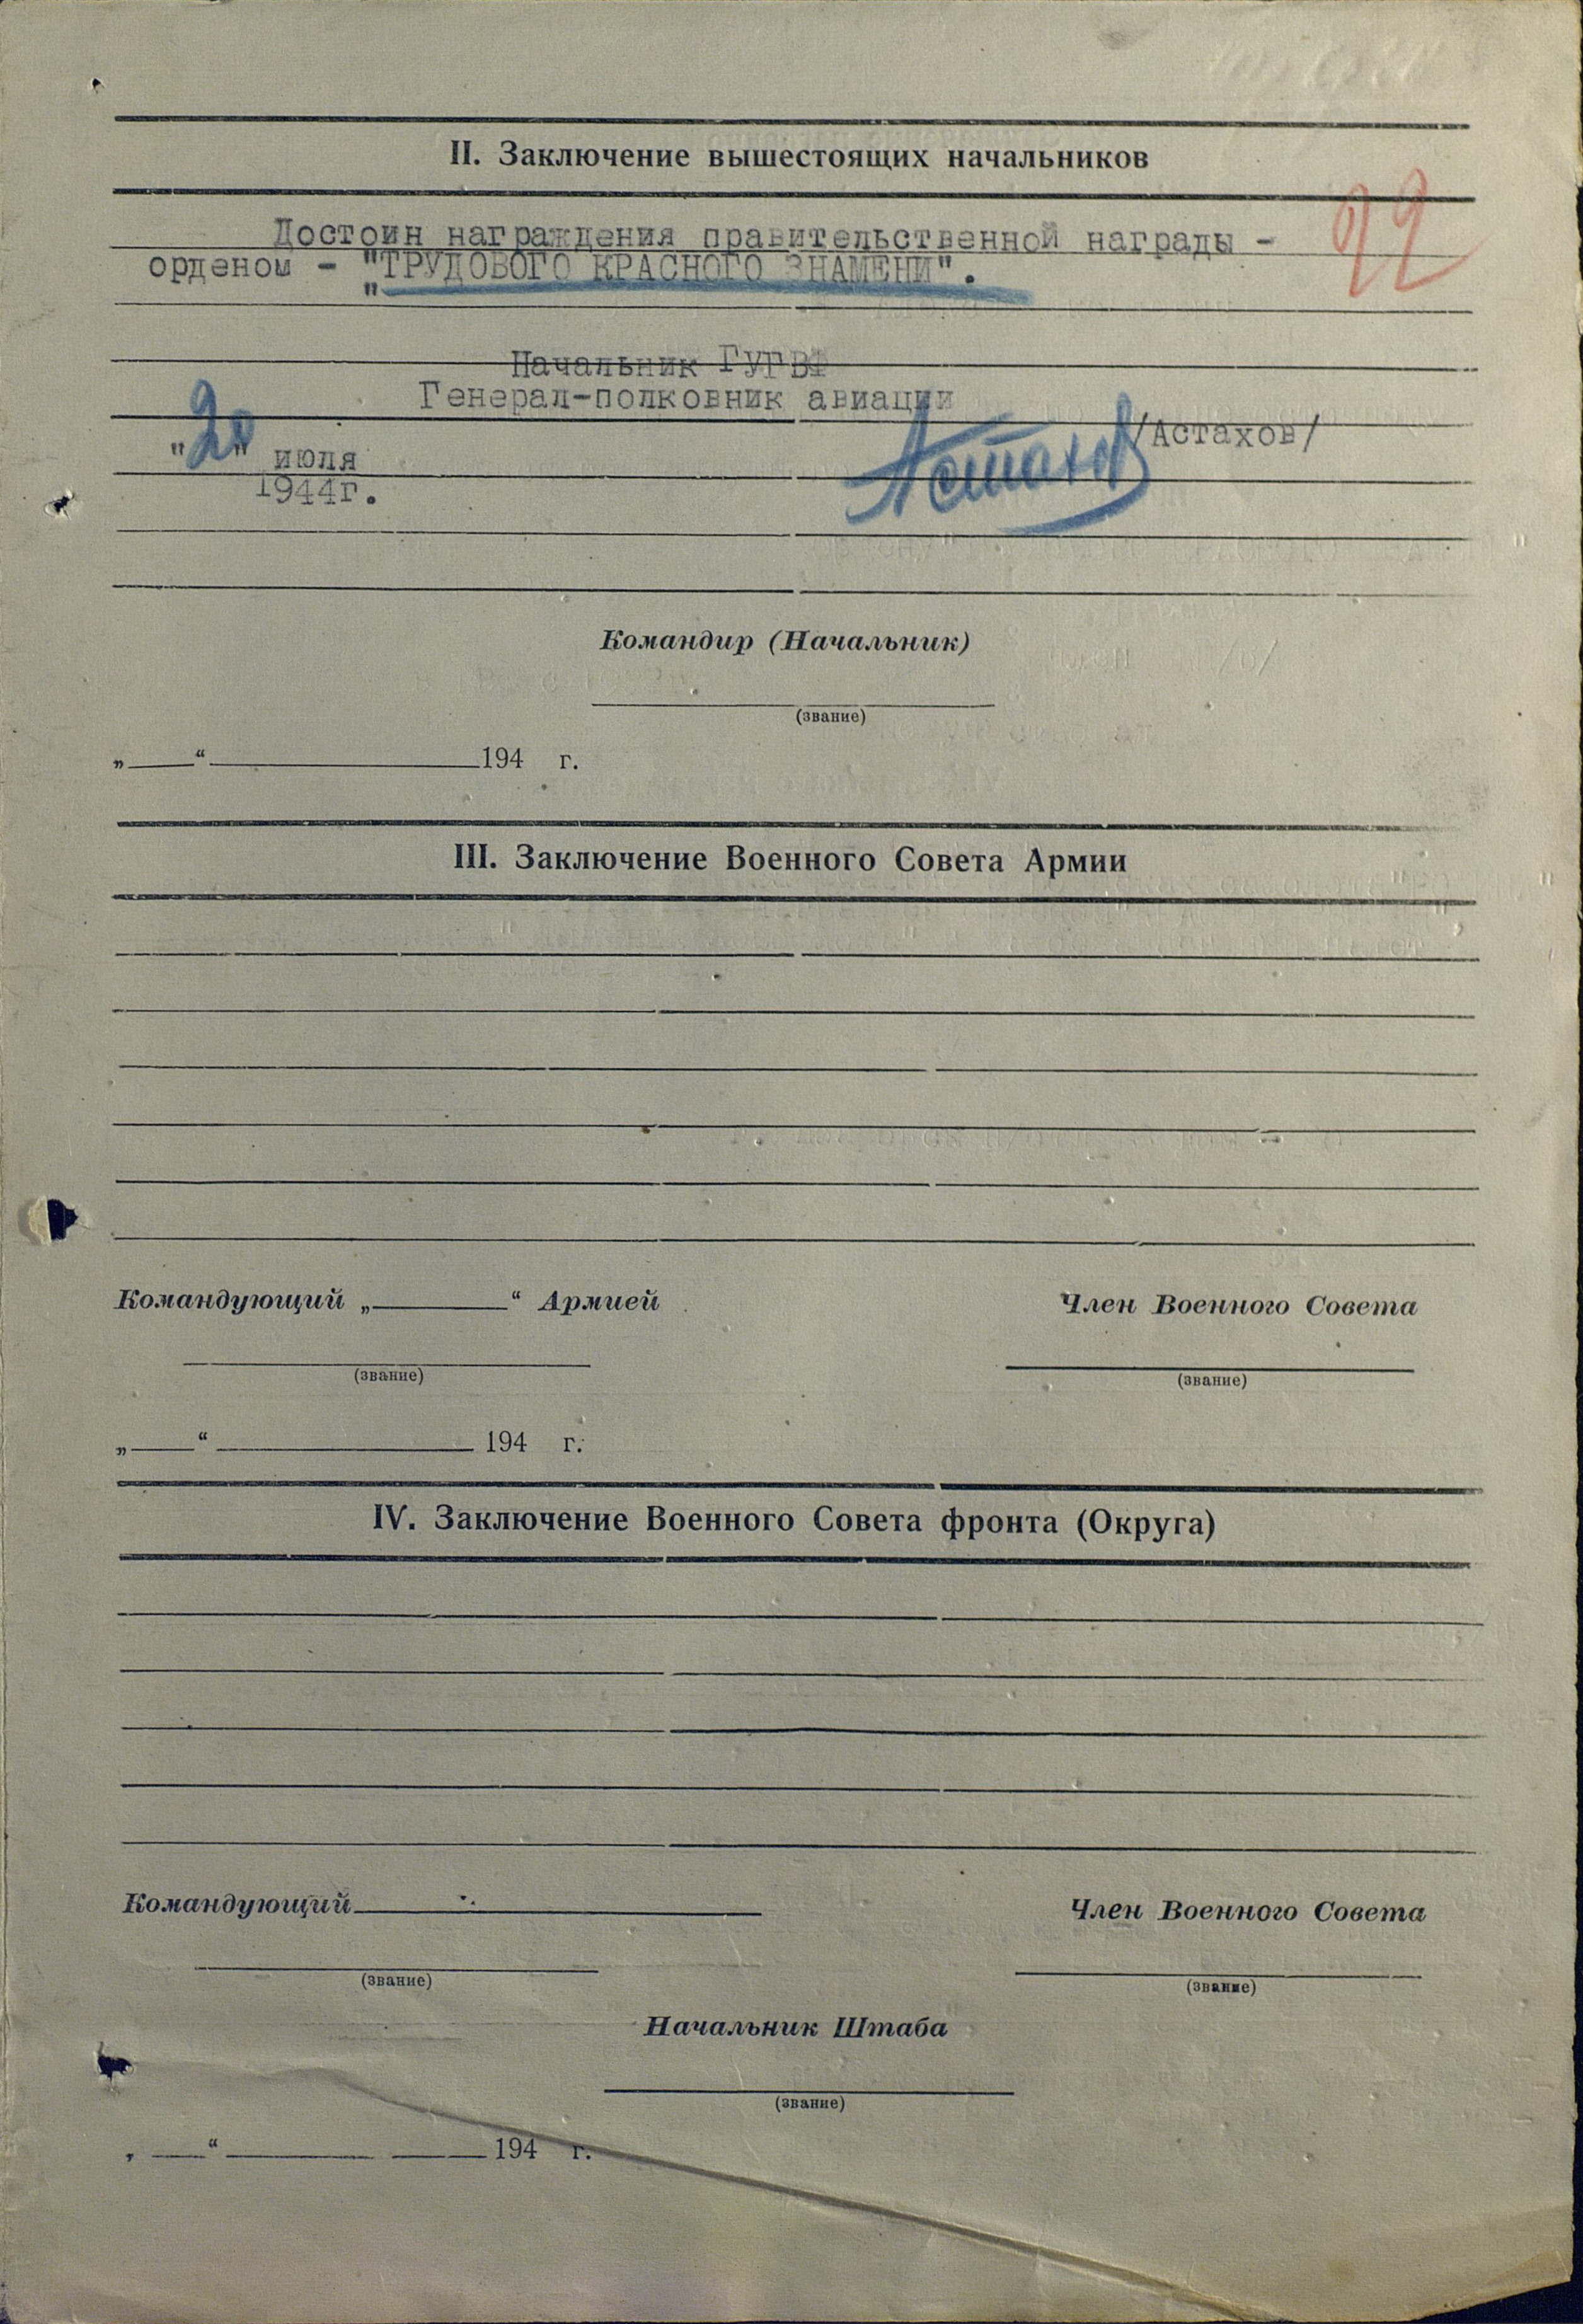 II. Заключение вышестоящих начальников
22
Достоин награждения правительственной награды -
орденом - "ТРУДОВОГО КРАСНОГО ЗНАМЕНИ".
"
Начальник ГУГВФ
Генерал-полковник авиации
Астахов /Астахов/
"20" июля
1944г.
Командир (Начальник)
(звание)
„ “ 194 г.
III. Заключение Военного Совета Армии
Командующий „ “ Армией Член Военного Совета
(звание) (звание)
„ “ 194 г.
IV. Заключение Военного Совета фронта (Округа)
Командующий Член Военного Совета
(звание) (звание)
Начальник Штаба
(звание)
„ “ 194 г.